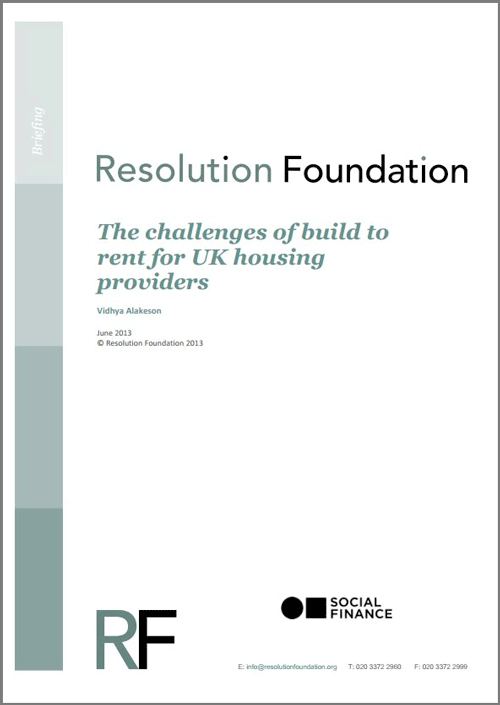 Briefing
Resolution Foundation
The challenges of build to
rent for UK housing
providers
Vidhya Alakeson
June 2013
© Resolution Foundation 2013
RF
SOCIAL
FINANCE
E: info@resolutionfoundation.org T: 020 3372 2960 F: 020 3372 2999